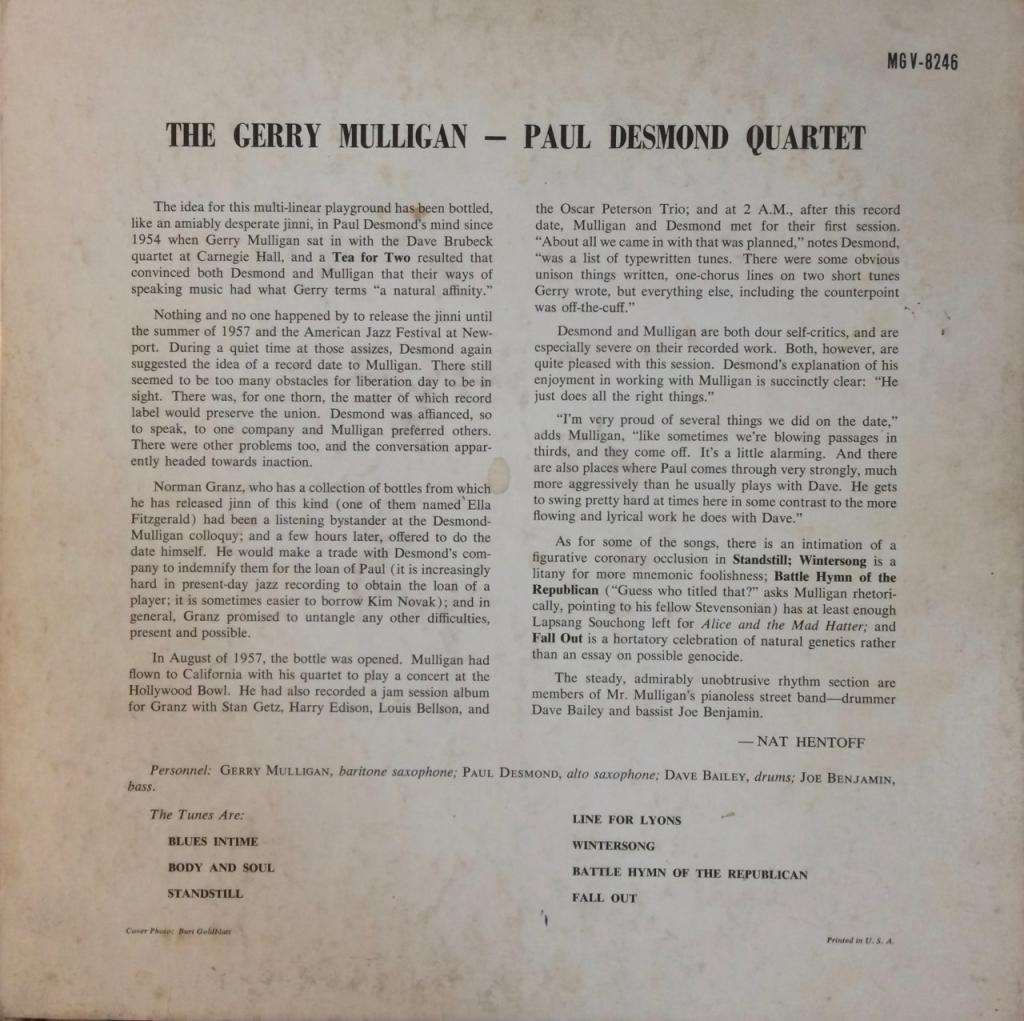 MGV-8246
THE GERRY MULLIGAN — PAUL DESMOND QUARTET
The idea for this multi-linear playground has been bottled,
like an amiably desperate jinni, in Paul Desmond's mind since
1954 when Gerry Mulligan sat in with the Dave Brubeck
quartet at Carnegie Hall, and a Tea for Two resulted that
convinced both Desmond and Mulligan that their ways of
speaking music had what Gerry terms “a natural affinity.”
Nothing and no one happened by to release the jinni until
the summer of 1957 and the American Jazz Festival at New-
port. During a quiet time at those assizes, Desmond again
suggested the idea of a record date to Mulligan. There still
seemed to be too many obstacles for liberation day to be in
sight. There was, for one thorn, the matter of which record
label would preserve the union. Desmond was affianced, so
to speak, to one company and Mulligan preferred others.
There were other problems too, and the conversation appar-
ently headed towards inaction.
Norman Granz, who has a collection of bottles from which
he has released jinn of this kind (one of them named Ella
Fitzgerald) had been a listening bystander at the Desmond-
Mulligan colloquy; and a few hours later, offered to do the
date himself. He would make a trade with Desmond's com-
pany to indemnify them for the loan of Paul (it is increasingly
hard in present-day jazz recording to obtain the loan of a
player; it is sometimes easier to borrow Kim Novak); and in
general, Granz promised to untangle any other difficulties,
present and possible.
In August of 1957, the bottle was opened. Mulligan had
flown to California with his quartet to play a concert at the
Hollywood Bowl. He had also recorded a jam session album
for Granz with Stan Getz, Harry Edison, Louis Bellson, and
the Oscar Peterson Trio; and at 2 A.M., after this record
date, Mulligan and Desmond met for their first session.
“About all we came in with that was planned,” notes Desmond,
“was a list of typewritten tunes. There were some obvious
unison things written, one-chorus lines on two short tunes
Gerry wrote, but everything else, including the counterpoint
was off-the-cuff.”
Desmond and Mulligan are both dour self-critics, and are
especially severe on their recorded work. Both, however, are
quite pleased with this session. Desmond's explanation of his
enjoyment in working with Mulligan is succinctly clear: “He
just does all the right things.”
“I'm very proud of several things we did on the date,”
adds Mulligan, “like sometimes we're blowing passages in
thirds, and they come off. It's a little alarming. And there
are also places where Paul comes through very strongly, much
more aggressively than he usually plays with Dave. He gets
to swing pretty hard at times here in some contrast to the more
flowing and lyrical work he does with Dave.”
As for some of the songs, there is an intimation of a
figurative coronary occlusion in Standstill; Wintersong is a
litany for more mnemonic foolishness; Battle Hymn of the
Republican (“Guess who titled that?” asks Mulligan rhetori-
cally, pointing to his fellow Stevensonian) has at least enough
Lapsang Souchong left for Alice and the Mad Hatter; and
Fall Out is a hortatory celebration of natural genetics rather
than an essay on possible genocide.
The steady, admirably unobtrusive rhythm section are
members of Mr. Mulligan's pianoless street band—drummer
Dave Bailey and bassist Joe Benjamin.
—NAT HENTOFF
Personnel: GERRY MULLIGAN, baritone saxophone; PAUL DESMOND, alto saxophone; DAVE BAILEY, drums; JOE BENJAMIN,
bass.
The Tunes Are:
BLUES INTIME
BODY AND SOUL
STANDSTILL
LINE FOR LYONS
WINTERSONG
BATTLE HYMN OF THE REPUBLICAN
FALL OUT
Cover Photo: Burt Goldblatt
Printed in U. S. A.